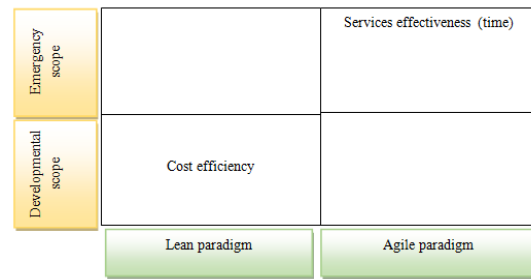 Services effectiveness (time)
Emergency
scope
Cost efficiency
Developmental
scope
Lean paradigm
Agile paradigm